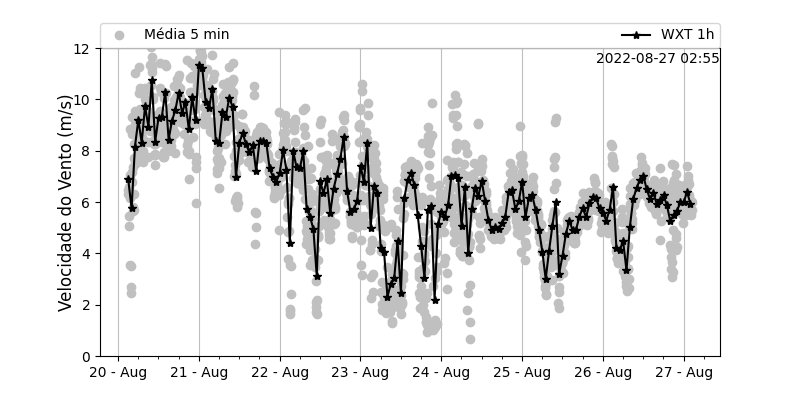 Média 5 min
WXT 1h
2022-08-27 02:55
Velocidade do Vento (m/s)
12
10
8
6
4
2
0
20 - Aug
21 - Aug
22 - Aug
23 - Aug
24 - Aug
25 - Aug
26 - Aug
27 - Aug